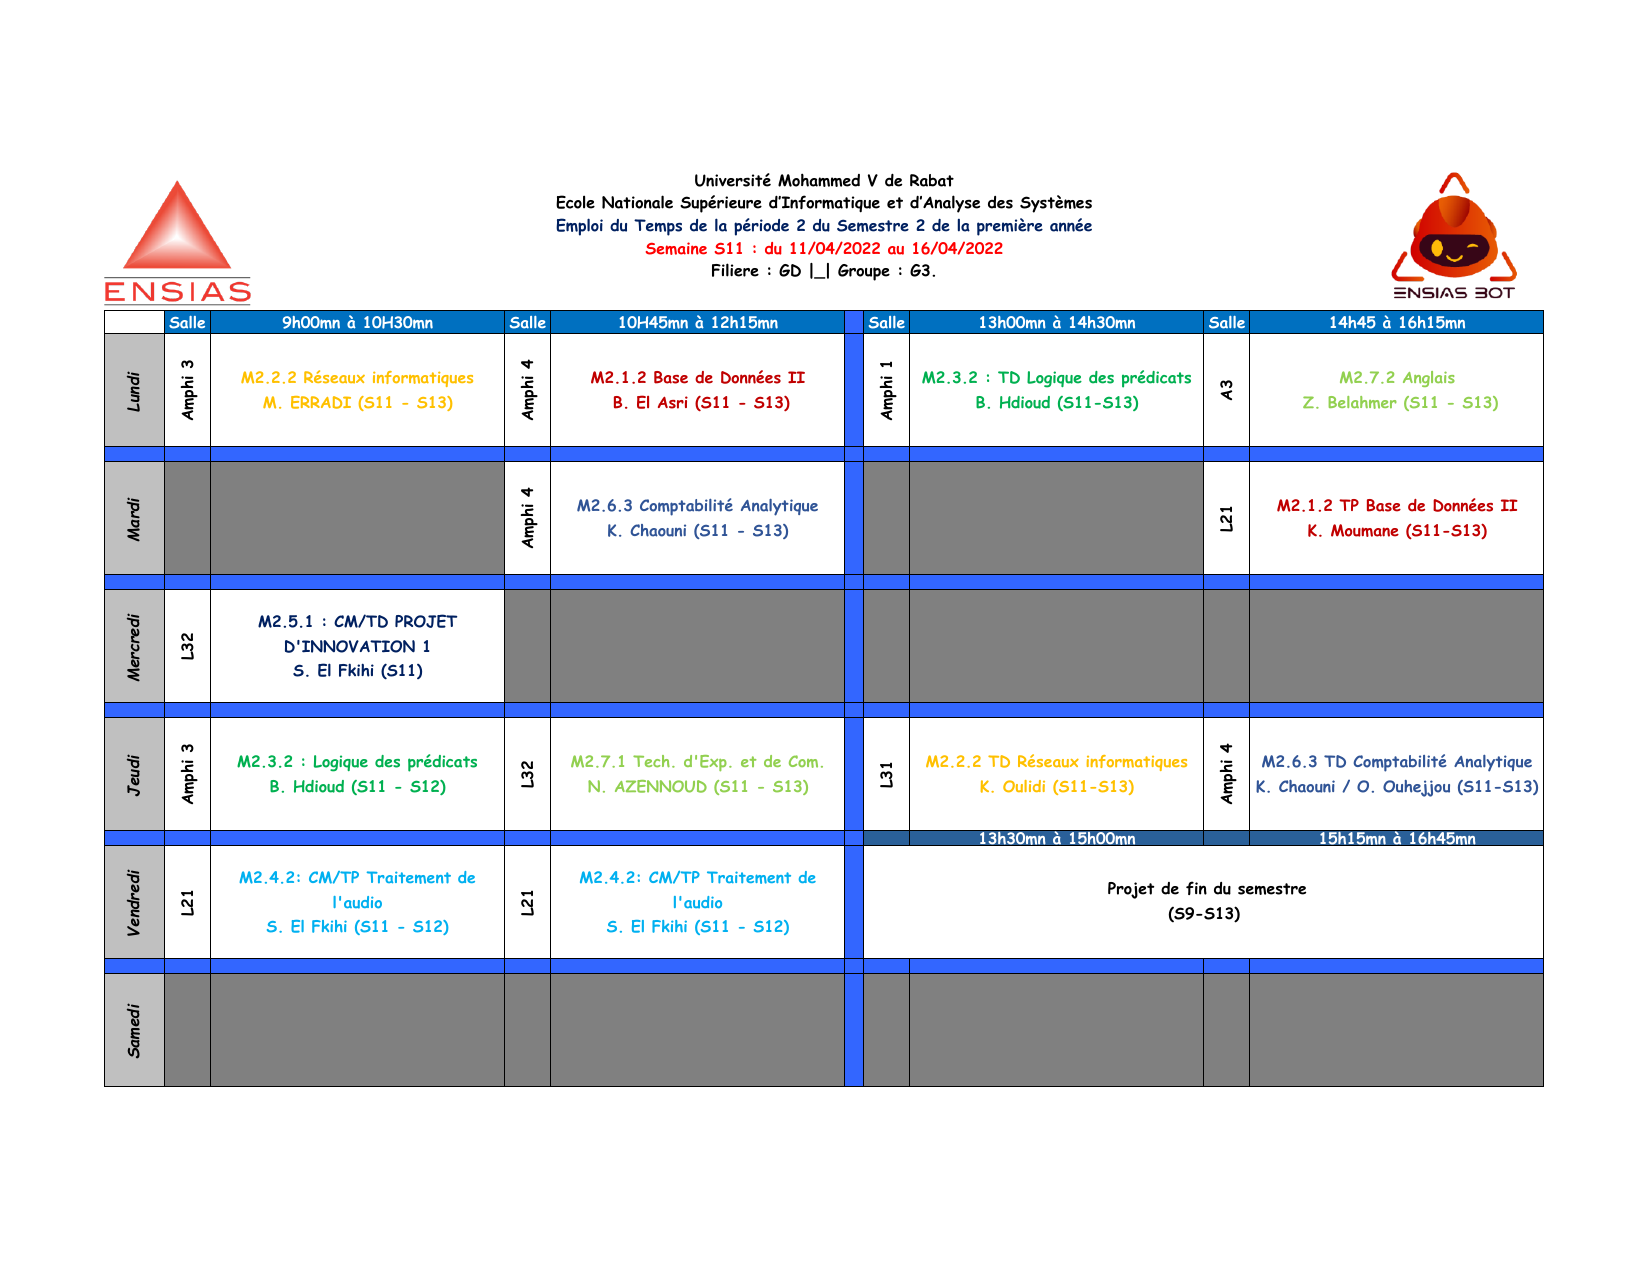 Université Mohammed V de Rabat
Ecole Nationale Supérieure d’Informatique et d’Analyse des Systèmes
Emploi du Temps de la période 2 du Semestre 2 de la première année
Semaine S11 : du 11/04/2022 au 16/04/2022
Filiere : GD |_| Groupe : G3.
ENSIAS
ENSIAS BOT
Salle 9h00mn à 10H30mn Salle 10H45mn à 12h15mn Salle 13h00mn à 14h30mn Salle 14h45 à 16h15mn
Lundi
Amphi 3
M2.2.2 Réseaux informatiques
M. ERRADI (S11 - S13)
Amphi 4
M2.1.2 Base de Données II
B. El Asri (S11 - S13)
Amphi 1
M2.3.2 : TD Logique des prédicats
B. Hdioud (S11-S13)
A3
M2.7.2 Anglais
Z. Belahmer (S11 - S13)
Mardi
Amphi 4
M2.6.3 Comptabilité Analytique
K. Chaouni (S11 - S13)
L21
M2.1.2 TP Base de Données II
K. Moumane (S11-S13)
Mercredi
L32
M2.5.1 : CM/TD PROJET
D'INNOVATION 1
S. El Fkihi (S11)
Jeudi
Amphi 3
M2.3.2 : Logique des prédicats
B. Hdioud (S11 - S12)
L32
M2.7.1 Tech. d'Exp. et de Com.
N. AZENNOUD (S11 - S13)
L31
M2.2.2 TD Réseaux informatiques
K. Oulidi (S11-S13)
Amphi 4
M2.6.3 TD Comptabilité Analytique
K. Chaouni / O. Ouhejjou (S11-S13)
13h30mn à 15h00mn 15h15mn à 16h45mn
Vendredi
L21
M2.4.2: CM/TP Traitement de
l'audio
S. El Fkihi (S11 - S12)
L21
M2.4.2: CM/TP Traitement de
l'audio
S. El Fkihi (S11 - S12)
Projet de fin du semestre
(S9-S13)
Samedi